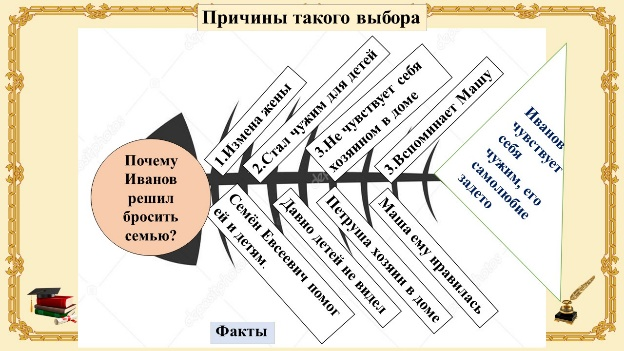 Причины такого выбора
Почему
Иванов
решил
бросить
семью?
1.Измена жены
2.Стал чужим для детей
3.Не чувствует себя
хозяином в доме
3.Вспоминает Машу
Иванов
чувствует
себя
чужим, его
самолюбие
задето
Семён Евсеевич помог
ей и детям.
Давно детей не видел
Петруша хозяин в доме
Маша ему нравилась
Факты